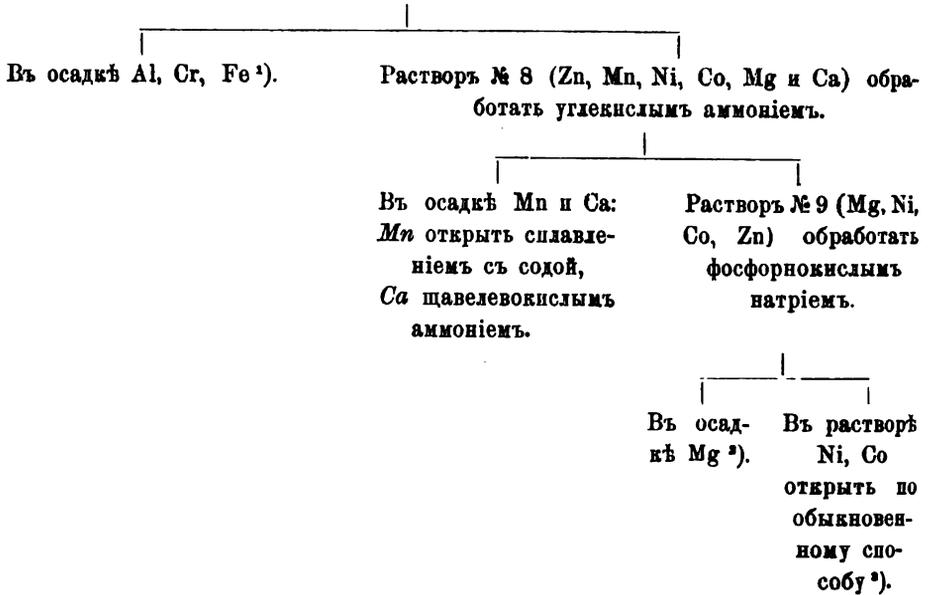 Въ осадкѣ Al, Cr, Fe ¹).
Растворъ № 8 (Zn, Mn, Ni, Co, Mg и Ca) обра-
ботать углекислымъ аммоніемъ.
Въ осадкѣ Mn и Ca:
Mn открыть сплавле-
ніемъ съ содой,
Ca щавелевокислымъ
аммоніемъ.
Растворъ № 9 (Mg, Ni,
Co, Zn) обработать
фосфорнокислымъ
натріемъ.
Въ осад-
кѣ Mg ²).
Въ растворѣ
Ni, Co
открыть по
обыкновен-
ному спо-
собу ³).